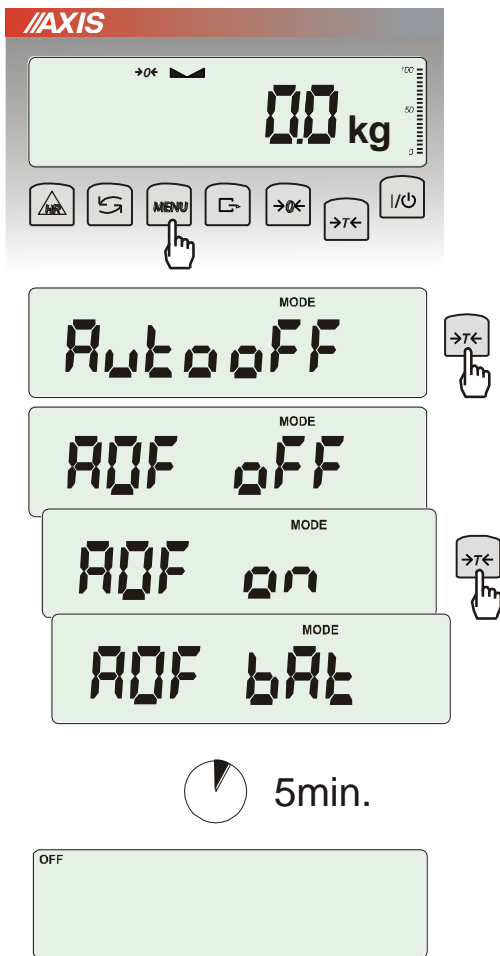 //AXIS
→0←
100
0.0 kg
50
0
HR MENU →0← →T← I/
MODE
AutooFF
→T←
MODE
AOF oFF
MODE
AOF on
→T←
MODE
AOF bAt
5min.
OFF